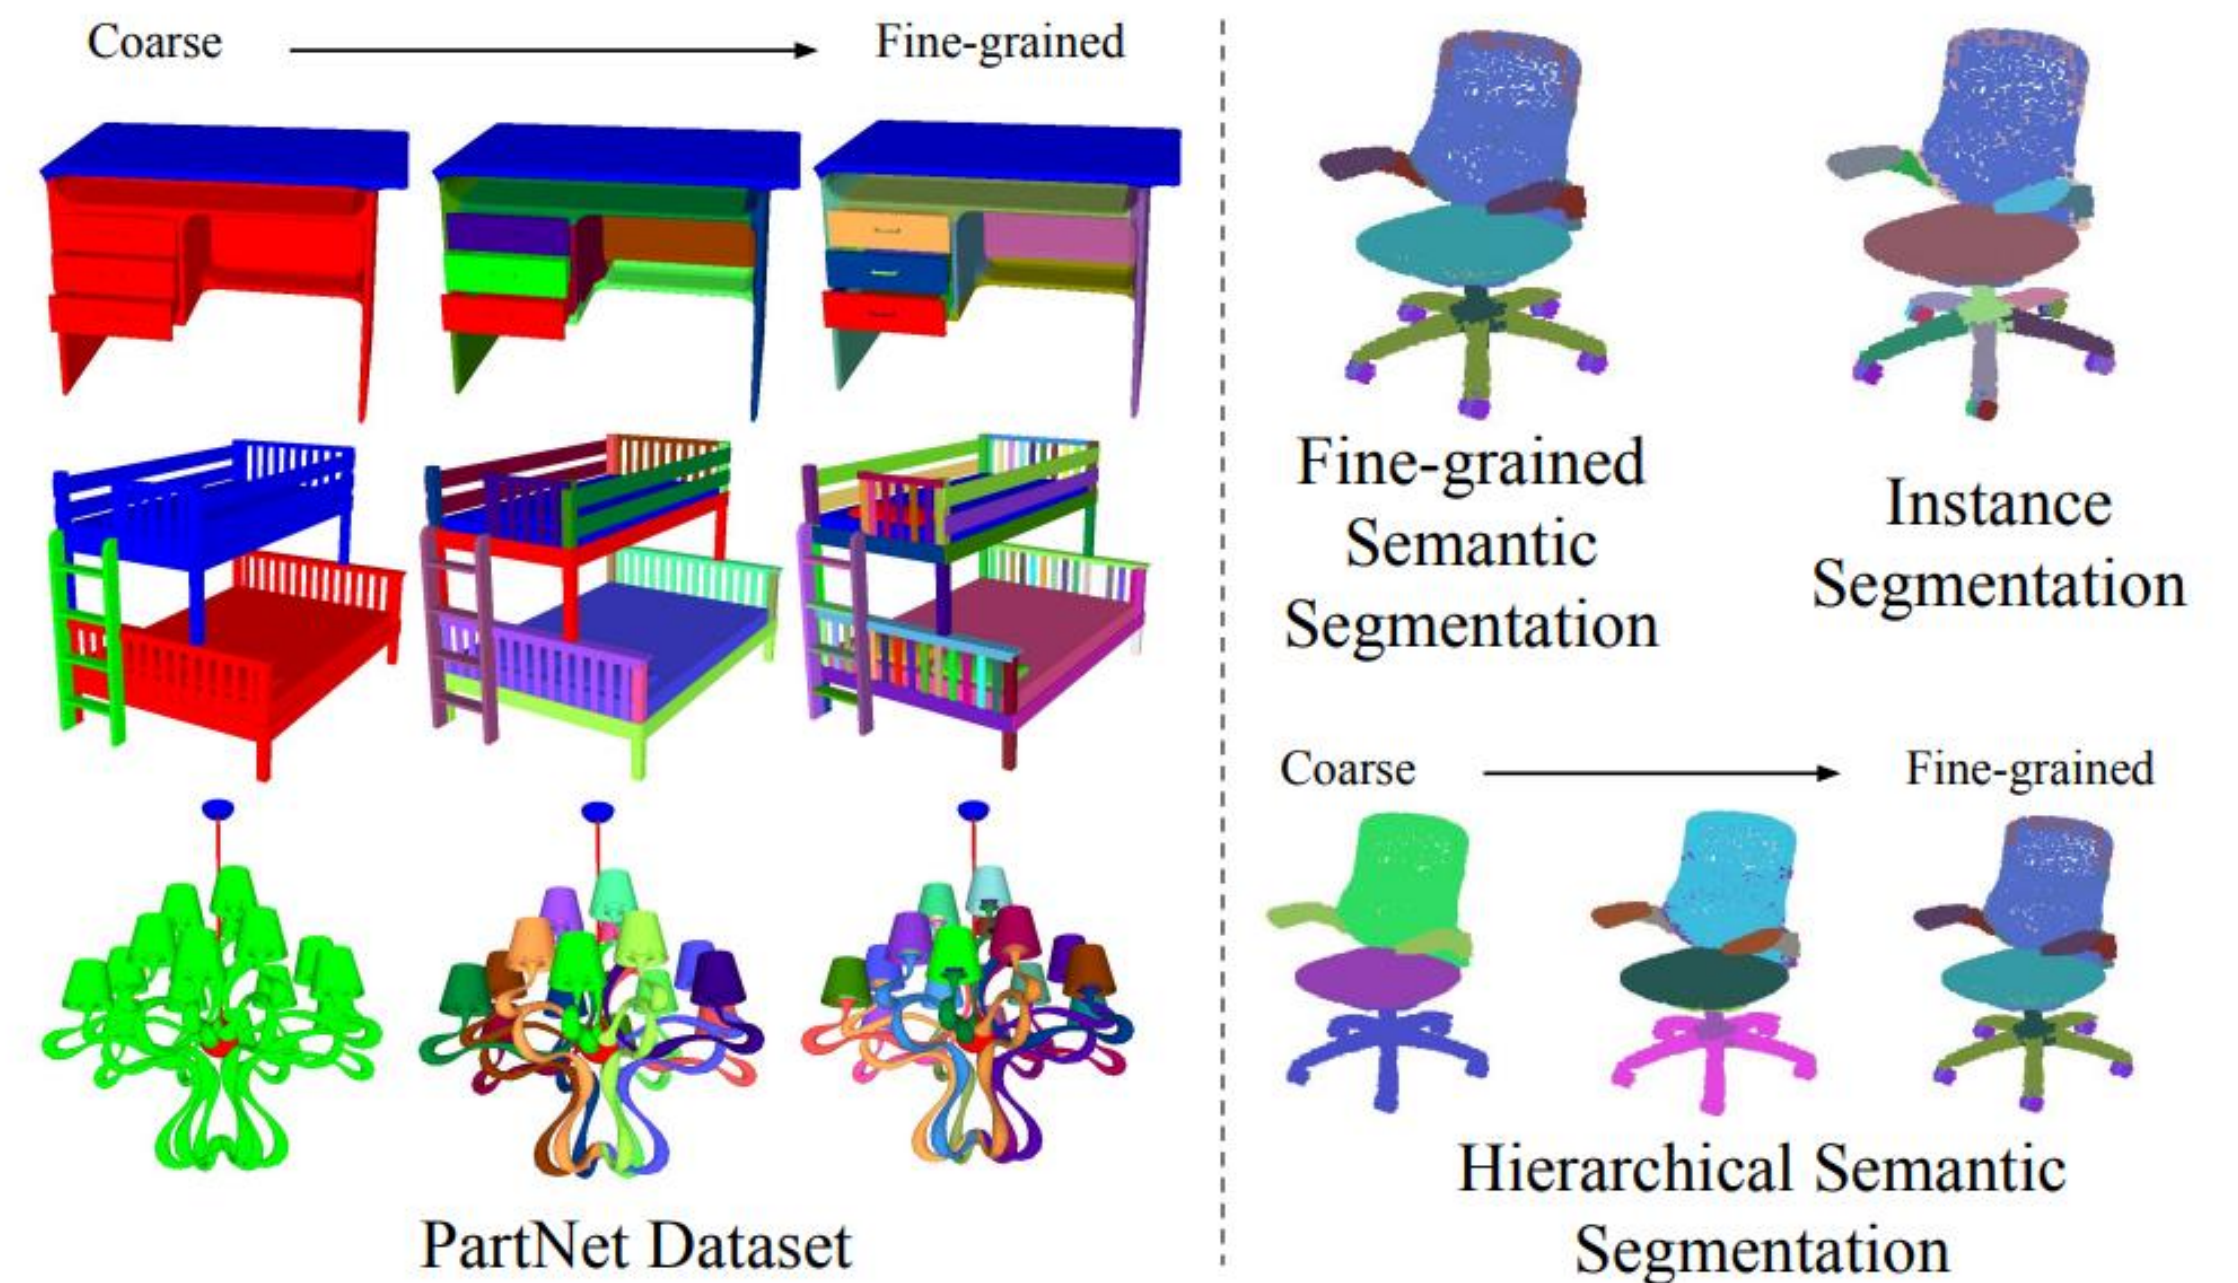 Coarse
Fine-grained
PartNet Dataset
Fine-grained
Semantic
Segmentation
Instance
Segmentation
Coarse
Fine-grained
Hierarchical Semantic
Segmentation